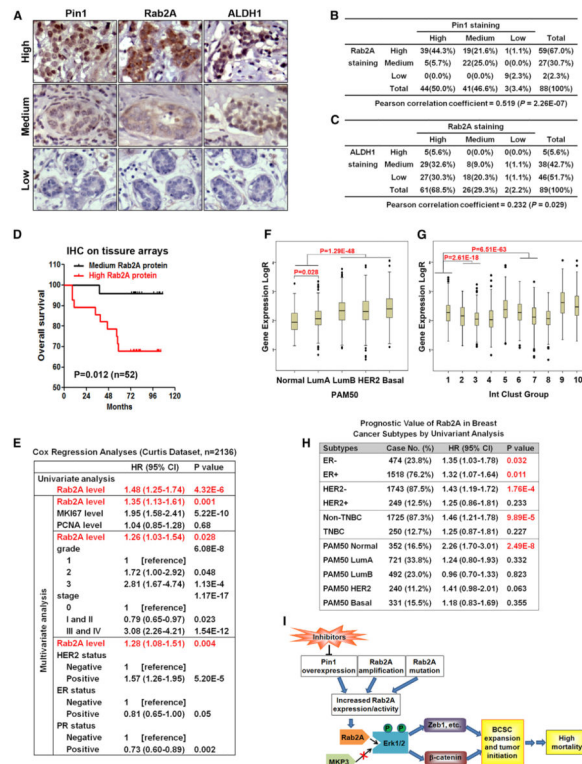 A
Pin1 Rab2A ALDH1
High
Medium
Low
B
Pin1 staining
High Medium Low Total
Rab2A High 39(44.3%) 19(21.6%) 1(1.1%) 59(67.0%)
staining Medium 5(5.7%) 22(25.0%) 0(0.0%) 27(30.7%)
Low 0(0.0%) 0(0.0%) 9(2.3%) 2(2.3%)
Total 44(50.0%) 41(46.6%) 3(3.4%) 88(100%)
Pearson correlation coefficient = 0.519 (P = 2.26E-07)
C
Rab2A staining
High Medium Low Total
ALDH1 High 5(5.6%) 0(0.0%) 0(0.0%) 5(5.6%)
staining Medium 29(32.6%) 8(9.0%) 1(1.1%) 38(42.7%)
Low 27(30.3%) 18(20.3%) 1(1.1%) 46(51.7%)
Total 61(68.5%) 26(29.3%) 2(2.2%) 89(100%)
Pearson correlation coefficient = 0.232 (P = 0.029)
D
IHC on tissue arrays
Medium Rab2A protein
High Rab2A protein
Overall survival
100
90
80
70
60
50
P=0.012 (n=52)
0 24 48 72 96 120
Months
E
Cox Regression Analyses (Curtis Dataset, n=2136)
HR (95% CI) P value
Univariate analysis
Rab2A level 1.48 (1.25-1.74) 4.32E-6
Multivariate analysis
Rab2A level 1.35 (1.13-1.61) 0.001
MKI67 level 1.95 (1.58-2.41) 5.22E-10
PCNA level 1.04 (0.85-1.28) 0.68
Rab2A level 1.26 (1.03-1.54) 0.028
grade 6.08E-8
1 1 [reference]
2 1.72 (1.00-2.92) 0.048
3 2.81 (1.67-4.74) 1.13E-4
stage 1.17E-17
0 1 [reference]
I and II 0.79 (0.65-0.97) 0.023
III and IV 3.08 (2.26-4.21) 1.54E-12
Rab2A level 1.28 (1.08-1.51) 0.004
HER2 status
Negative 1 [reference]
Positive 1.57 (1.26-1.95) 5.20E-5
ER status
Negative 1 [reference]
Positive 0.81 (0.65-1.00) 0.05
PR status
Negative 1 [reference]
Positive 0.73 (0.60-0.89) 0.002
F
P=1.29E-48
P=0.029
Gene Expression LogR
Normal LumA LumB HER2 Basal
PAM50
G
P=6.51E-63
P=2.61E-18
Gene Expression LogR
1 2 3 4 5 6 7 8 9 10
Int Clust Group
H
Prognostic Value of Rab2A in Breast
Cancer Subtypes by Univariant Analysis
Subtypes Case No. (%) HR (95% CI) P value
ER- 474 (23.8%) 1.35 (1.03-1.78) 0.032
ER+ 1518 (76.2%) 1.32 (1.07-1.64) 0.011
HER2- 1743 (87.5%) 1.43 (1.19-1.72) 1.76E-4
HER2+ 249 (12.5%) 1.25 (0.86-1.81) 0.233
Non-TNBC 1725 (87.3%) 1.46 (1.21-1.78) 9.89E-5
TNBC 250 (12.7%) 1.25 (0.87-1.81) 0.227
PAM50 Normal 352 (16.5%) 2.26 (1.70-3.01) 2.49E-8
PAM50 LumA 721 (33.8%) 1.24 (0.80-1.93) 0.332
PAM50 LumB 492 (23.0%) 0.96 (0.70-1.33) 0.823
PAM50 HER2 240 (11.2%) 1.41 (0.98-2.01) 0.063
PAM50 Basal 331 (15.5%) 1.18 (0.83-1.69) 0.355
I
Inhibitors
Pin1 overexpression
Rab2A amplification
Rab2A mutation
Increased Rab2A
expression/activity
Rab2A
P P
Erk1/2
MKP3
Zeb1, etc.
β-catenin
BCSC
expansion
and tumor
initiation
High
mortality